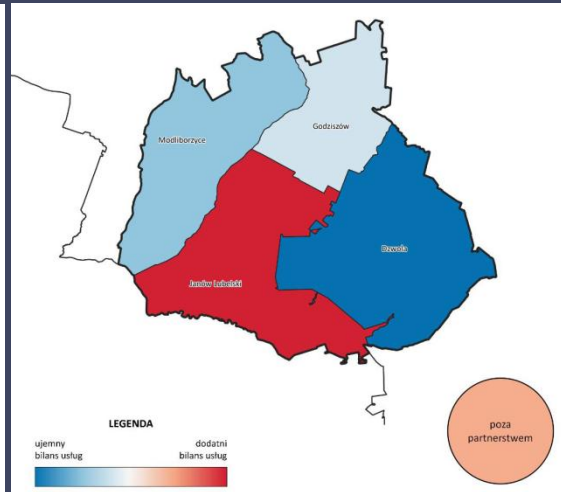 Modliborzyce
Godziszów
Dzwola
Janów Lubelski
LEGENDA
ujemny
bilans usług
dodatni
bilans usług
poza
partnerstwem